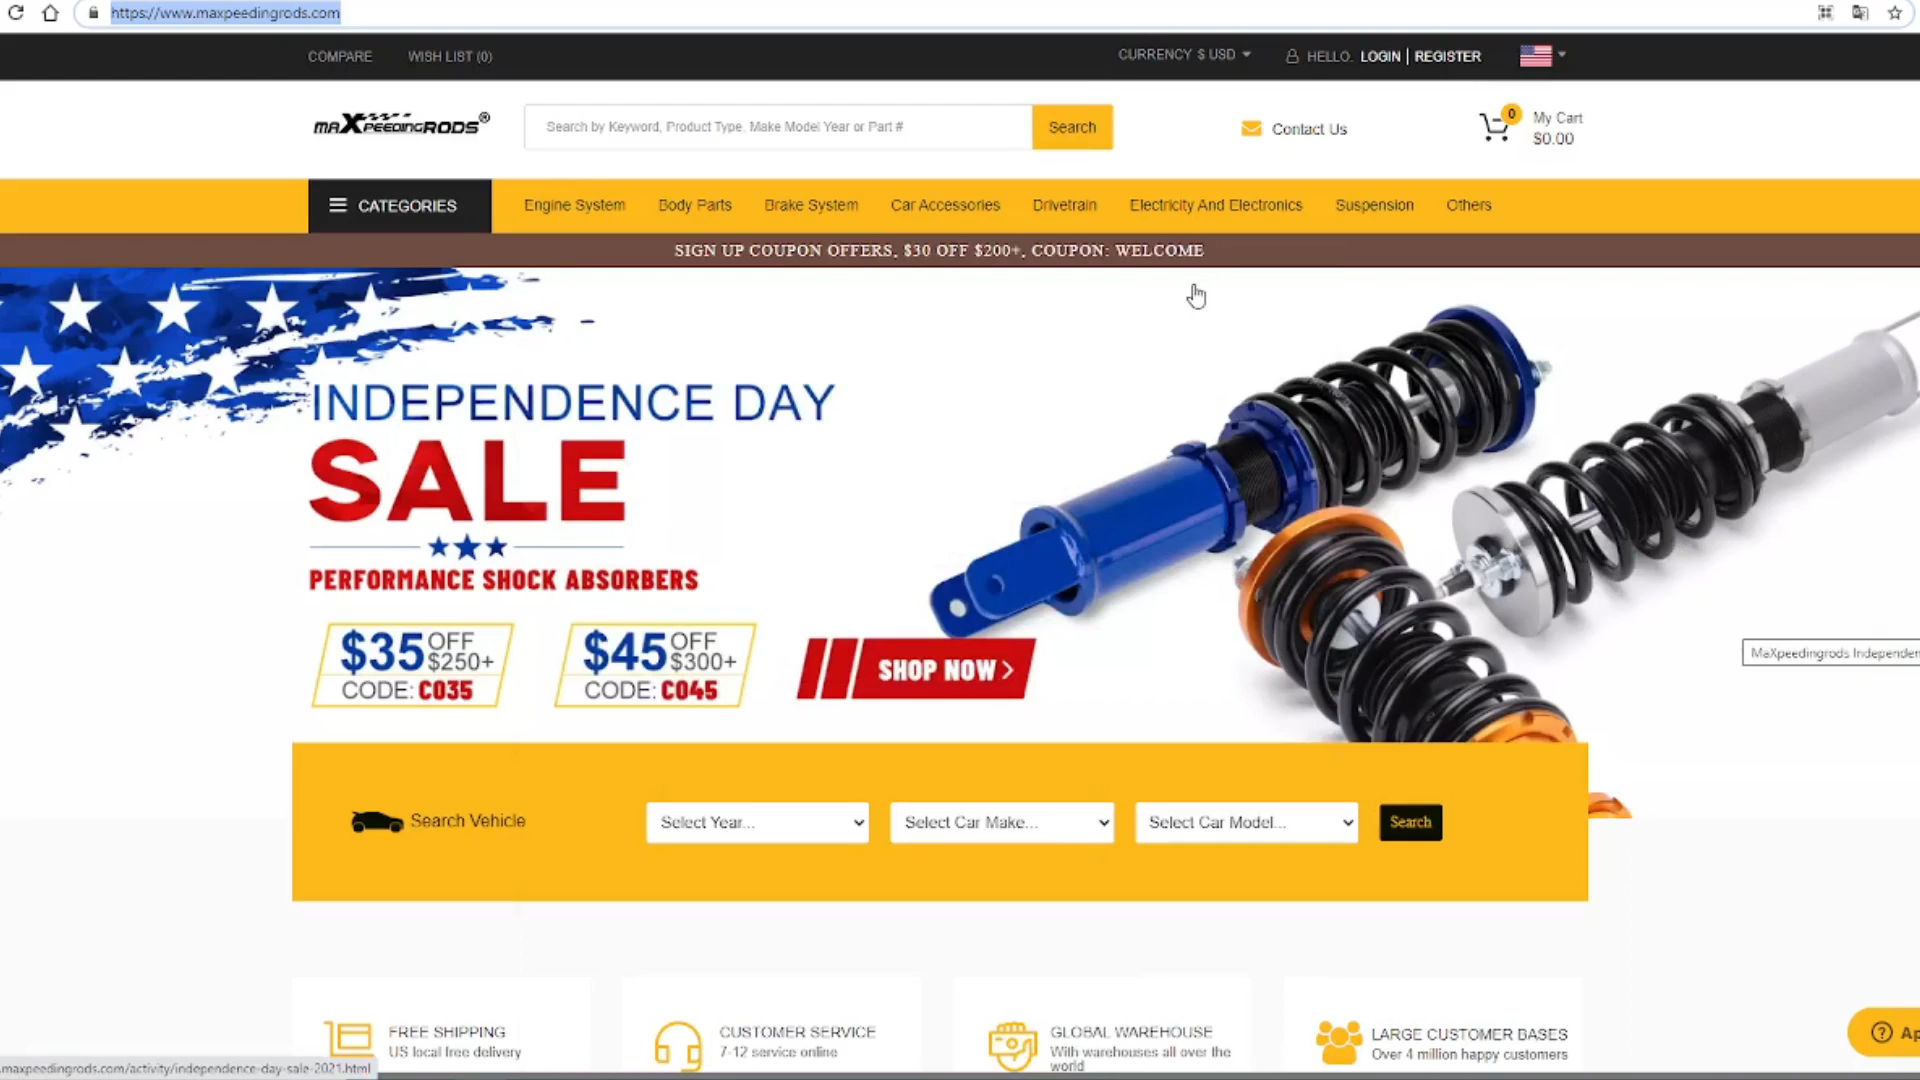 https://www.maxpeedingrods.com
COMPARE WISH LIST (0) CURRENCY $ USD HELLO. LOGIN | REGISTER
maXpeedingRODS®
Search by Keyword, Product Type, Make Model Year or Part # Search Contact Us 0 My Cart
$0.00
CATEGORIES Engine System Body Parts Brake System Car Accessories Drivetrain Electricity And Electronics Suspension Others
SIGN UP COUPON OFFERS, $30 OFF $200+, COUPON: WELCOME
INDEPENDENCE DAY
SALE
PERFORMANCE SHOCK ABSORBERS
$35 OFF $250+
CODE: CO35
$45 OFF $300+
CODE: CO45
SHOP NOW >
MaXpeedingrods Independen
Search Vehicle Select Year... Select Car Make... Select Car Model... Search
FREE SHIPPING
US local free delivery
CUSTOMER SERVICE
7-12 service online
GLOBAL WAREHOUSE
With warehouses all over the
world
LARGE CUSTOMER BASES
Over 4 million happy customers
.maxpeedingrods.com/activity/independence-day-sale-2021.html